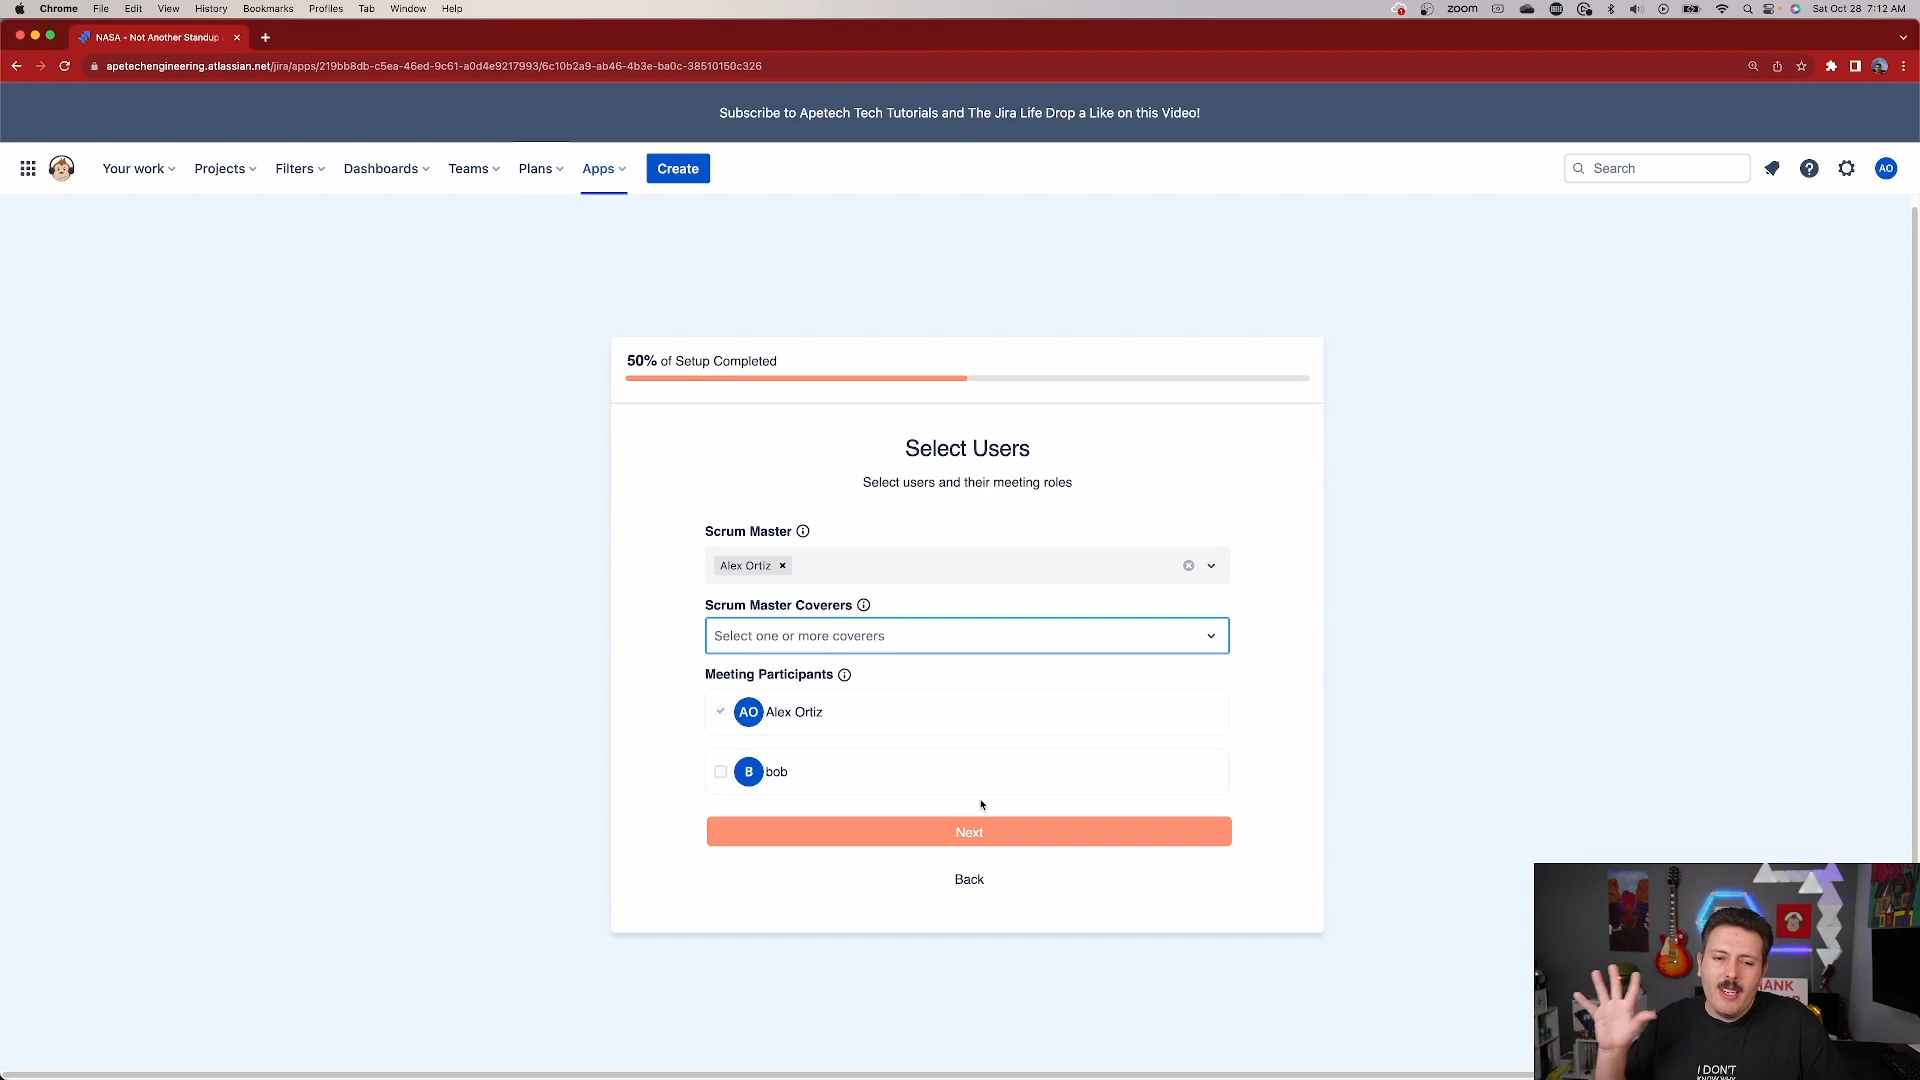 Chrome File Edit View History Bookmarks Profiles Tab Window Help
zoom Sat Oct 28 7:12 AM
NASA - Not Another Standup
apetechengineering.atlassian.net/jira/apps/219bb8db-c5ea-46ed-9c61-a0d4e9217993/6c10b2a9-ab46-4b3e-ba0c-38510150c326
Subscribe to Apetech Tech Tutorials and The Jira Life Drop a Like on this Video!
Your work Projects Filters Dashboards Teams Plans Apps Create Search AO
50% of Setup Completed
Select Users
Select users and their meeting roles
Scrum Master
Alex Ortiz
Scrum Master Coverers
Select one or more coverers
Meeting Participants
AO Alex Ortiz
B bob
Next
Back
I DON'T
KNOW WHY